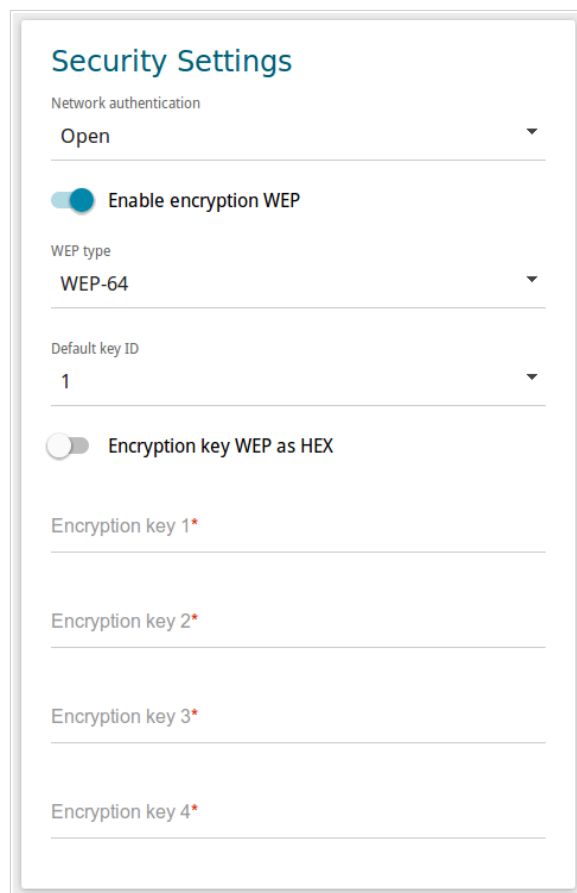 Security Settings
Network authentication
Open
Enable encryption WEP
WEP type
WEP-64
Default key ID
1
Encryption key WEP as HEX
Encryption key 1*
Encryption key 2*
Encryption key 3*
Encryption key 4*